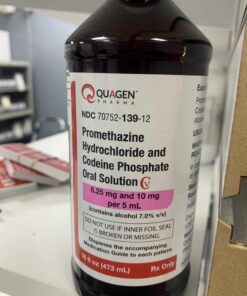 QUAGEN™
PHARMA
NDC 70752-139-12
Promethazine
Hydrochloride and
Codeine Phosphate
Oral Solution CV
6.25 mg and 10 mg
per 5 mL
(contains alcohol 7.0% v/v)
DO NOT USE IF INNER FOIL SEAL
IS BROKEN OR MISSING.
Dispense the accompanying
Medication Guide to each patient.
16 fl oz (473 mL)
Rx Only